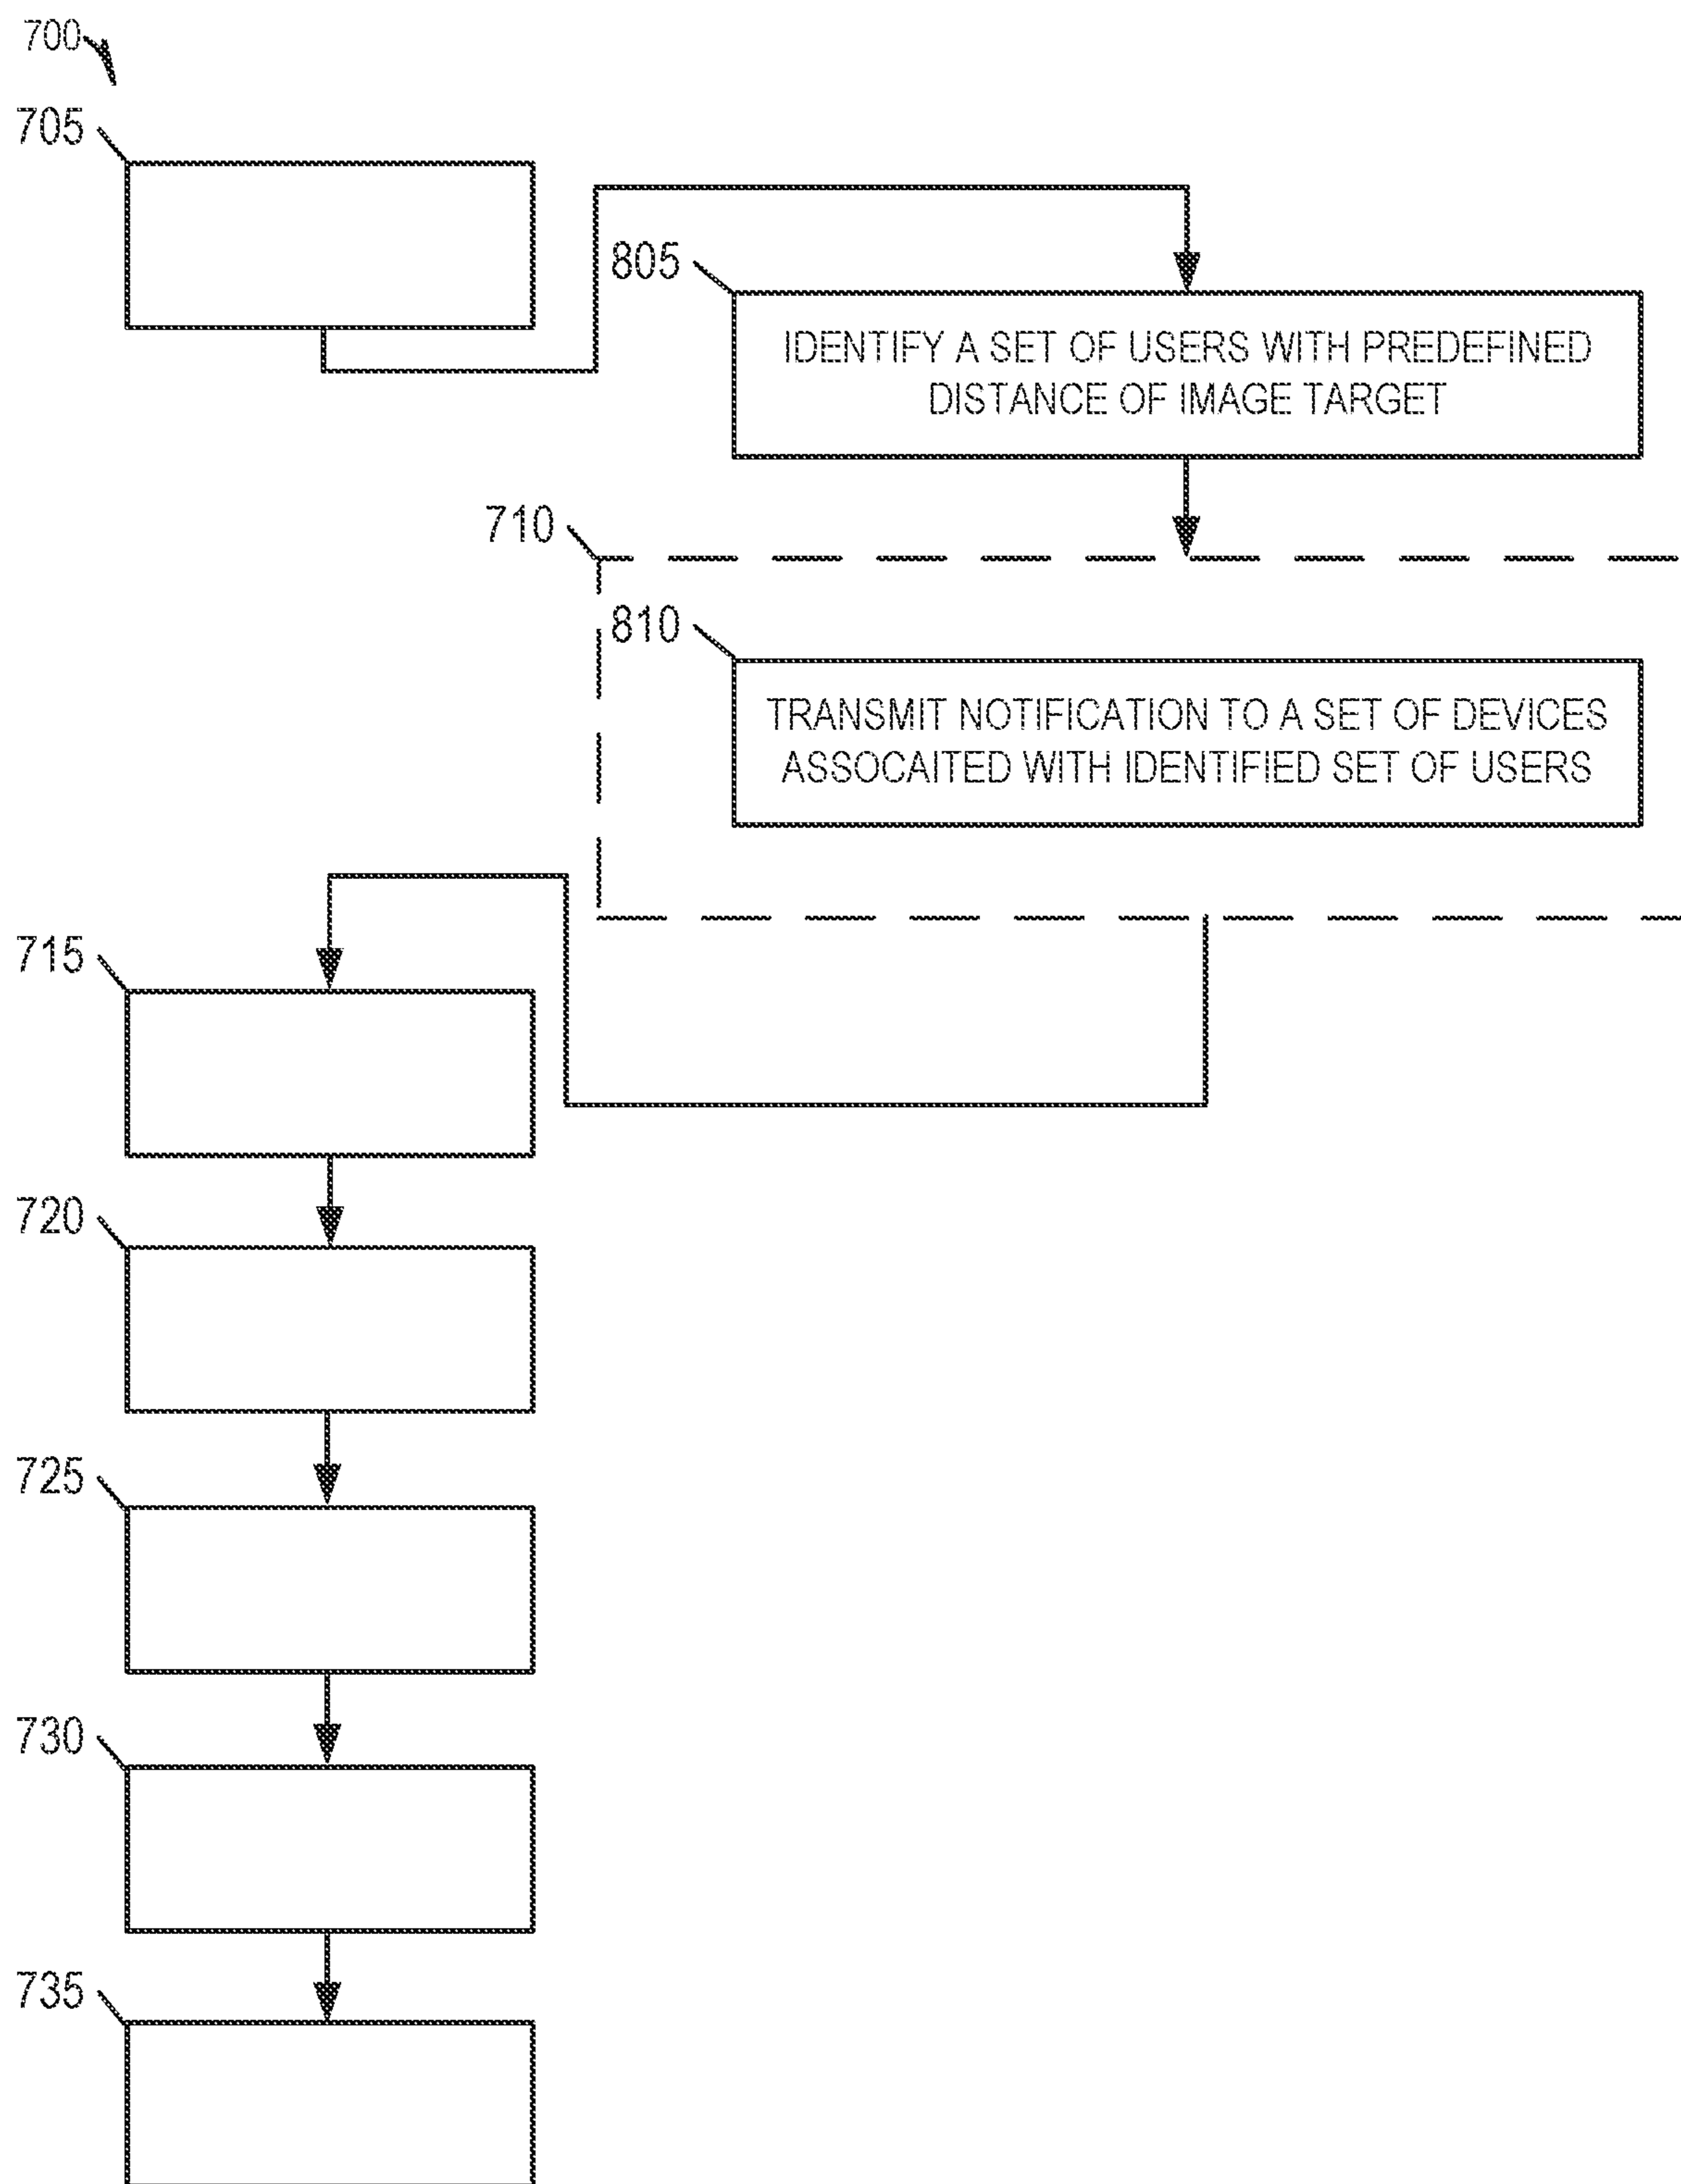 700
705
805
IDENTIFY A SET OF USERS WITH PREDEFINED
DISTANCE OF IMAGE TARGET
710
810
TRANSMIT NOTIFICATION TO A SET OF DEVICES
ASSOCAITED WITH IDENTIFIED SET OF USERS
715
720
725
730
735